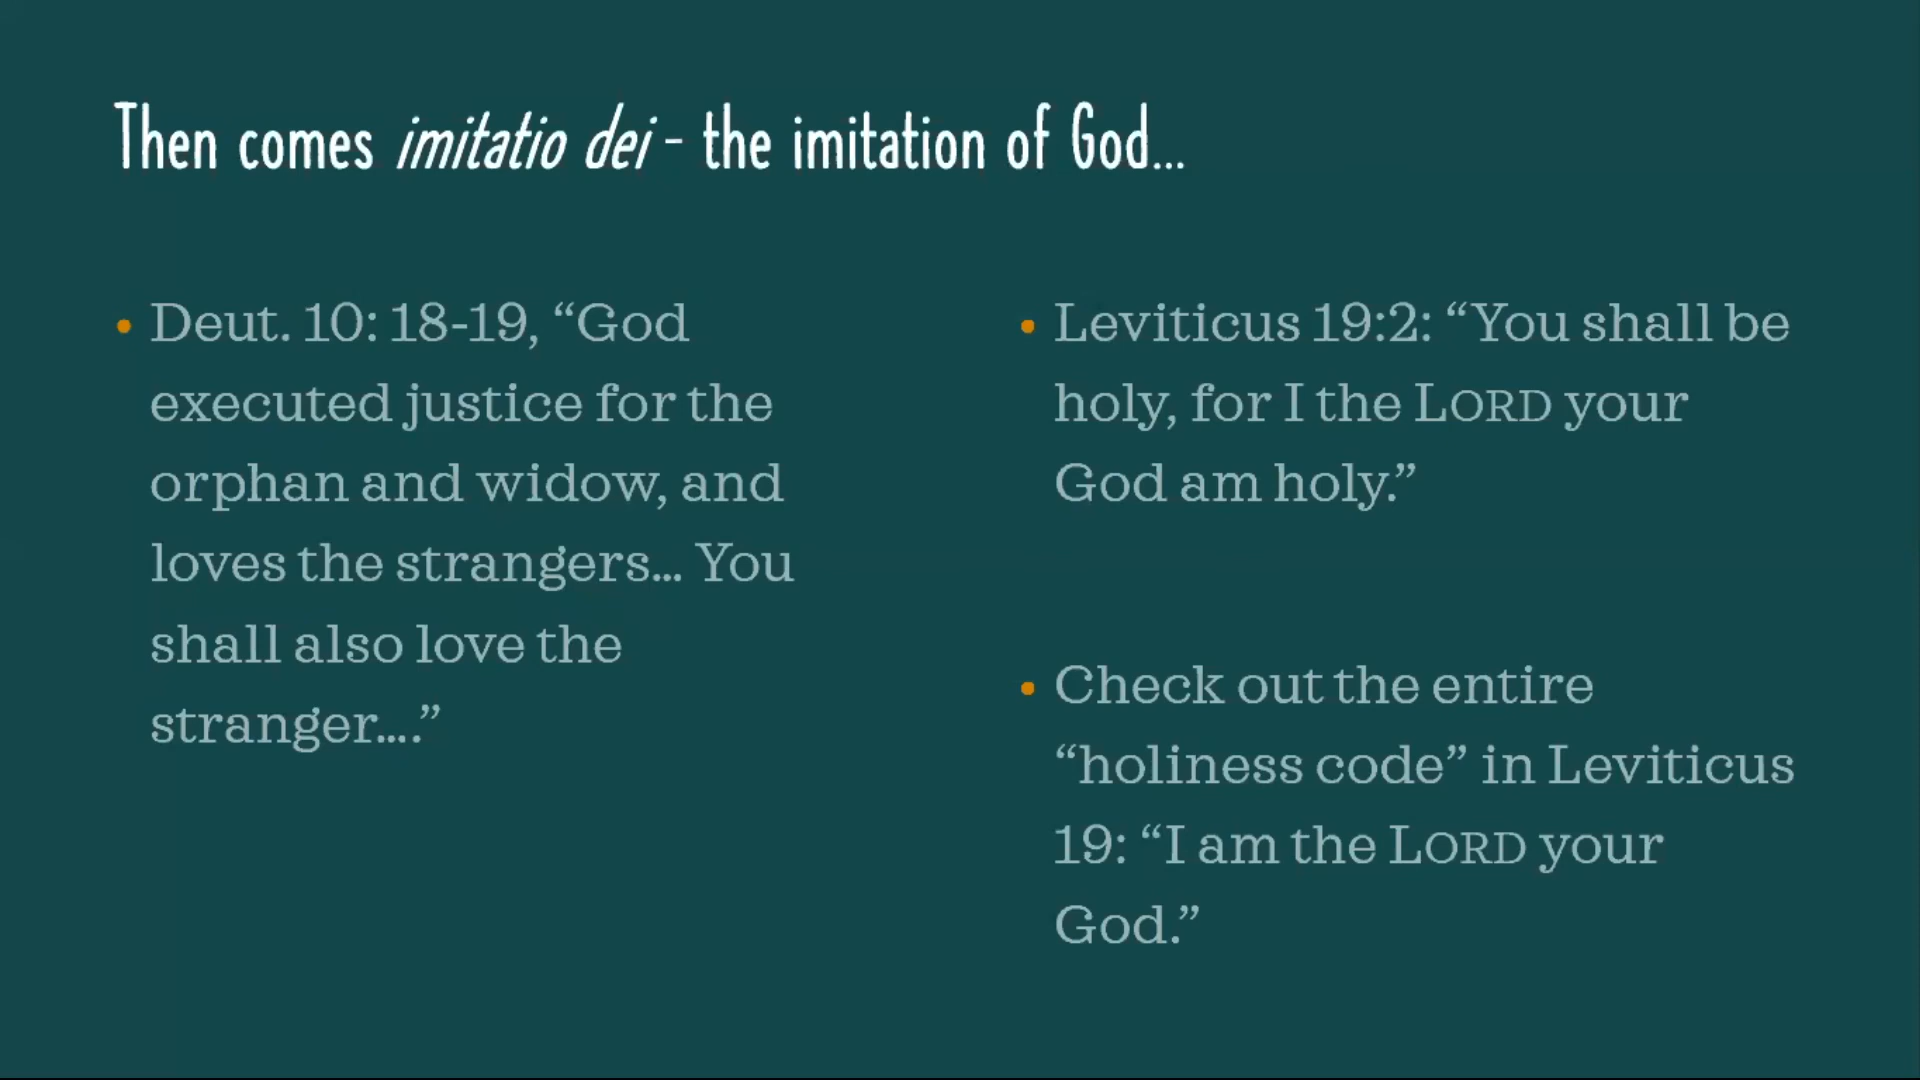 Then comes imitatio dei - the imitation of God...
• Deut. 10: 18-19, “God
executed justice for the
orphan and widow, and
loves the strangers... You
shall also love the
stranger....”
• Leviticus 19:2: “You shall be
holy, for I the LORD your
God am holy.”
• Check out the entire
“holiness code” in Leviticus
19: “I am the LORD your
God.”